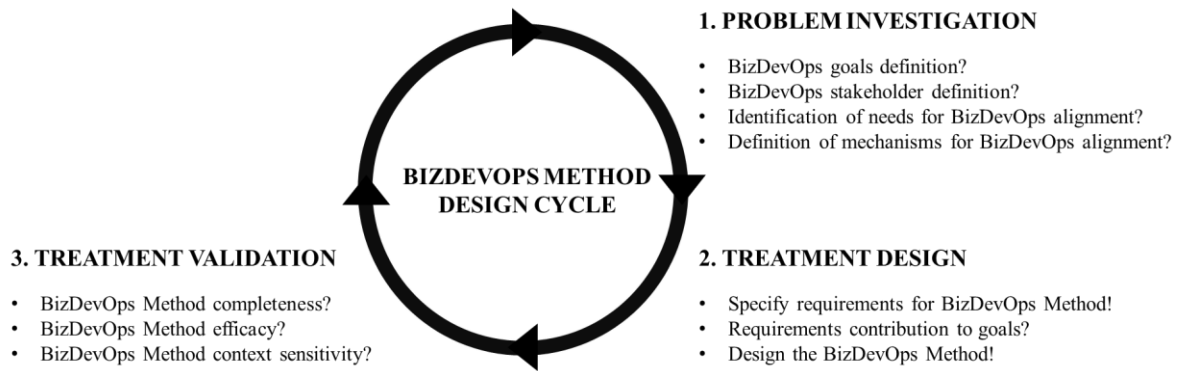 1. PROBLEM INVESTIGATION
• BizDevOps goals definition?
• BizDevOps stakeholder definition?
• Identification of needs for BizDevOps alignment?
• Definition of mechanisms for BizDevOps alignment?
BIZDEVOPS METHOD
DESIGN CYCLE
2. TREATMENT DESIGN
• Specify requirements for BizDevOps Method!
• Requirements contribution to goals?
• Design the BizDevOps Method!
3. TREATMENT VALIDATION
• BizDevOps Method completeness?
• BizDevOps Method efficacy?
• BizDevOps Method context sensitivity?